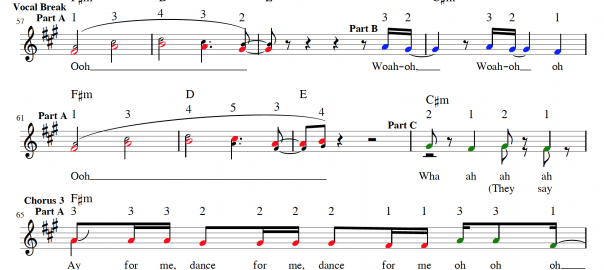 Vocal Break
Part A 1 3 4 3 2 Part B 3 2 3 2 1
57
Ooh Woah-oh Woah-oh oh
F#m D E C#m
Part A 1 3 4 5 3 4 Part C 2 1 2 1
61
Ooh Wha ah ah ah
(They say
Chorus 3 F#m
Part A 3 3 3 2 2 2 2 1 1 3 3 1
65
Ay for me, dance for me, dance for me oh oh oh